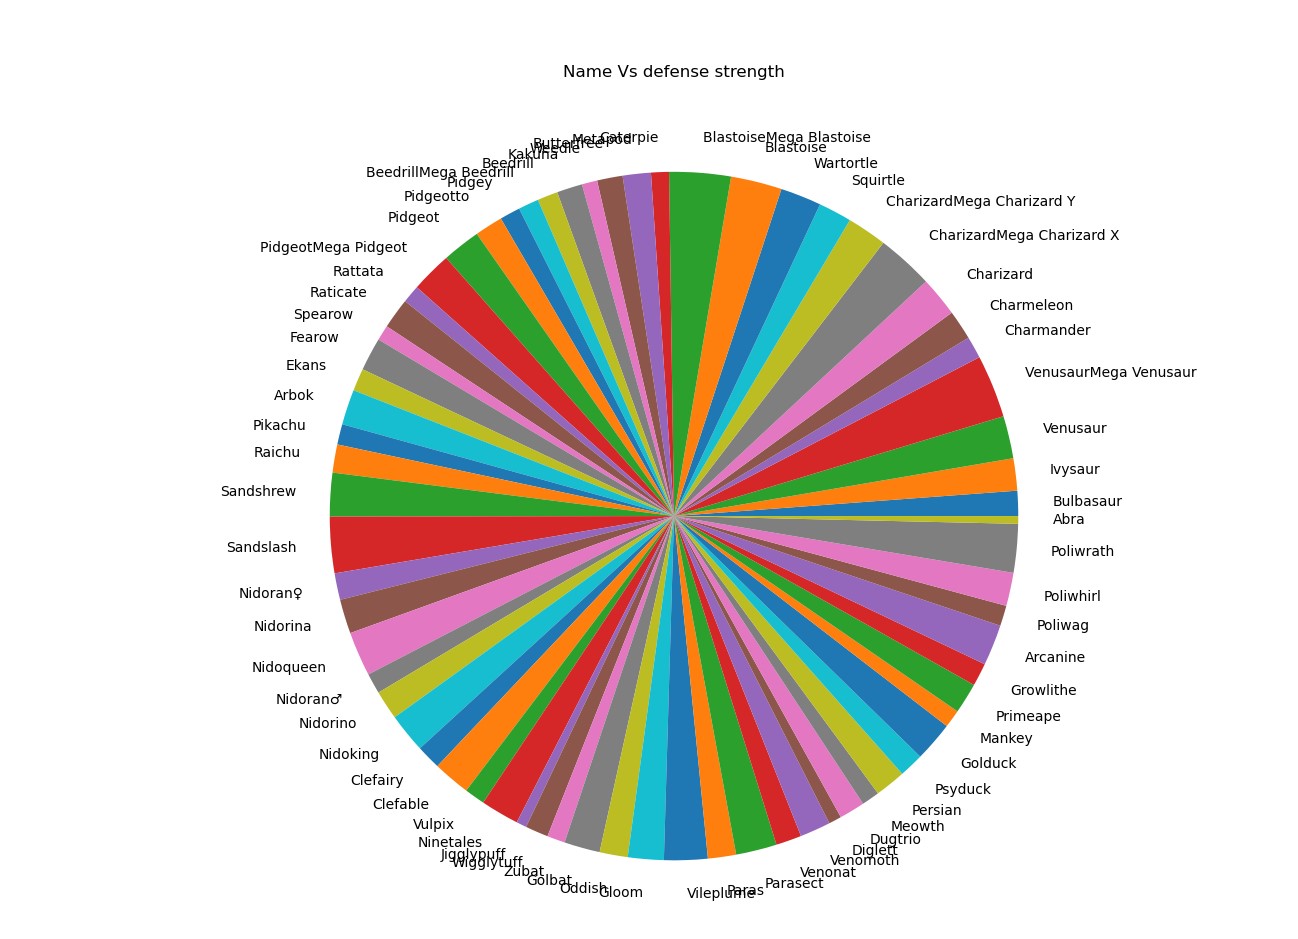 Name Vs defense strength
Caterpie
BlastoiseMega Blastoise
Metapod
Butterfree
Blastoise
Weedle
Kakuna
Beedrill
Wartortle
BeedrillMega Beedrill
Squirtle
Pidgey
Pidgeotto
CharizardMega Charizard Y
Pidgeot
CharizardMega Charizard X
PidgeotMega Pidgeot
Rattata
Charizard
Raticate
Charmeleon
Spearow
Charmander
Fearow
Ekans
VenusaurMega Venusaur
Arbok
Pikachu
Venusaur
Raichu
Ivysaur
Sandshrew
Bulbasaur
Abra
Sandslash
Poliwrath
Nidoran♀
Poliwhirl
Nidorina
Poliwag
Nidoqueen
Arcanine
Nidoran♂
Growlithe
Nidorino
Primeape
Nidoking
Mankey
Clefairy
Golduck
Clefable
Psyduck
Vulpix
Persian
Ninetales
Meowth
Jigglypuff
Dugtrio
Wigglytuff
Diglett
Zubat
Venomoth
Golbat
Venonat
Oddish
Parasect
Gloom
Paras
Vileplume